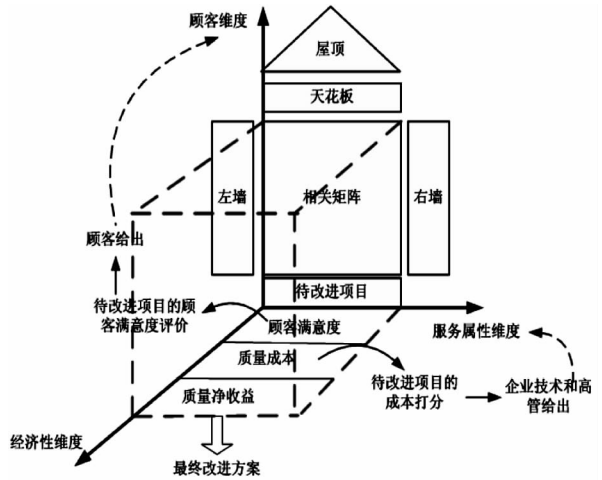 顾客维度
屋顶
天花板
左墙
相关矩阵
右墙
顾客给出
待改进项目
待改进项目的顾
客满意度评价
顾客满意度
服务属性维度
质量成本
待改进项目的
成本打分
企业技术和高
管给出
质量净收益
经济性维度
最终改进方案